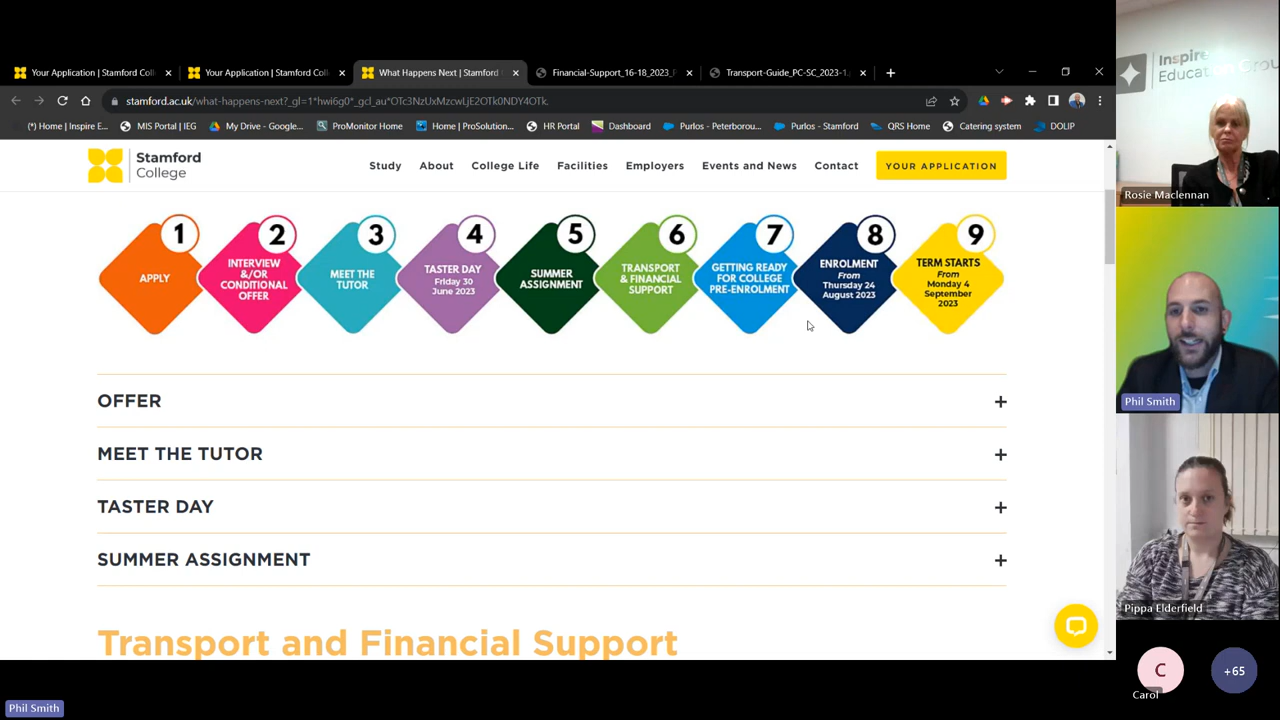 Your Application | Stamford Coll
Your Application | Stamford Coll
What Happens Next | Stamford
Financial-Support_16-18_2023_P
Transport-Guide_PC-SC_2023-1.
stamford.ac.uk/what-happens-next?_gl=1*hwi6g0*_gcl_au*OTc3NzUxMzcwLjE2OTk0NDY4OTk.
(*) Home | Inspire E...
MIS Portal | IEG
My Drive - Google...
ProMonitor Home
Home | ProSolution...
HR Portal
Dashboard
Purlos - Peterborou...
Purlos - Stamford
QRS Home
Catering system
DOLIP
Stamford
College
Study
About
College Life
Facilities
Employers
Events and News
Contact
YOUR APPLICATION
1
APPLY
2
INTERVIEW
&/OR
CONDITIONAL
OFFER
3
MEET THE
TUTOR
4
TASTER DAY
Friday 30
June 2023
5
SUMMER
ASSIGNMENT
6
TRANSPORT
& FINANCIAL
SUPPORT
7
GETTING READY
FOR COLLEGE
PRE-ENROLMENT
8
ENROLMENT
From
Thursday 24
August 2023
9
TERM STARTS
From
Monday 4
September
2023
OFFER
MEET THE TUTOR
TASTER DAY
SUMMER ASSIGNMENT
Transport and Financial Support
Inspire
Education Group
Rosie Maclennan
Phil Smith
Pippa Elderfield
C
Carol
+65
Phil Smith